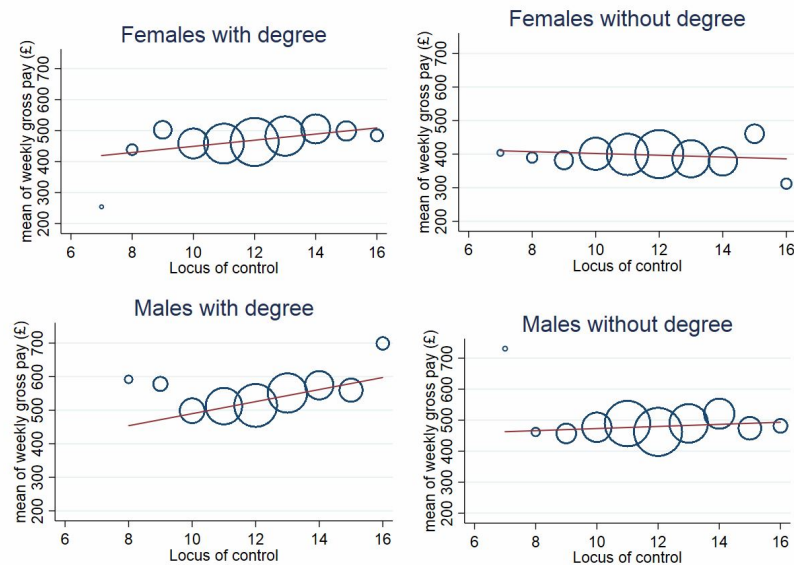 Females with degree
mean of weekly gross pay (£)
700
600
500
400
300
200
6 8 10 12 14 16
Locus of control
Females without degree
mean of weekly gross pay (£)
700
600
500
400
300
200
6 8 10 12 14 16
Locus of control
Males with degree
mean of weekly gross pay (£)
700
600
500
400
300
200
6 8 10 12 14 16
Locus of control
Males without degree
mean of weekly gross pay (£)
700
600
500
400
300
200
6 8 10 12 14 16
Locus of control